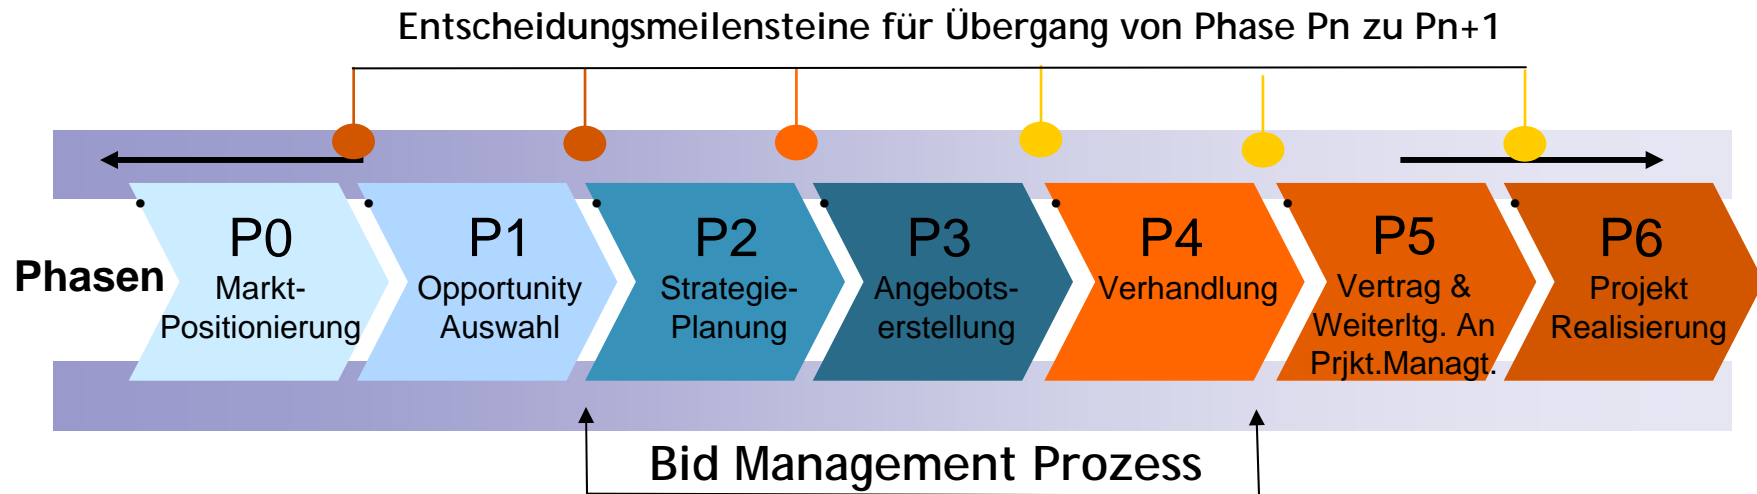 Entscheidungsmeilensteine für Übergang von Phase Pn zu Pn+1
Phasen
P0
Markt-
Positionierung
P1
Opportunity
Auswahl
P2
Strategie-
Planung
P3
Angebots-
erstellung
P4
Verhandlung
P5
Vertrag &
Weiterltg. An
Prjkt.Managt.
P6
Projekt
Realisierung
Bid Management Prozess